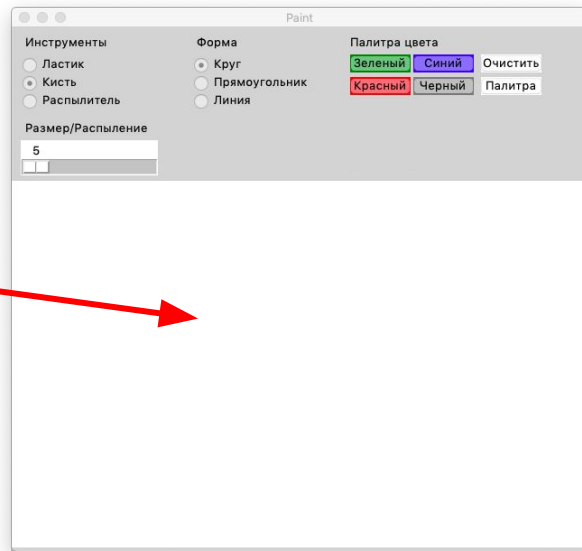 Paint
Инструменты Форма Палитра цвета
Ластик Круг Зеленый Синий Очистить
Кисть Прямоугольник Красный Черный Палитра
Распылитель Линия
Размер/Распыление
5